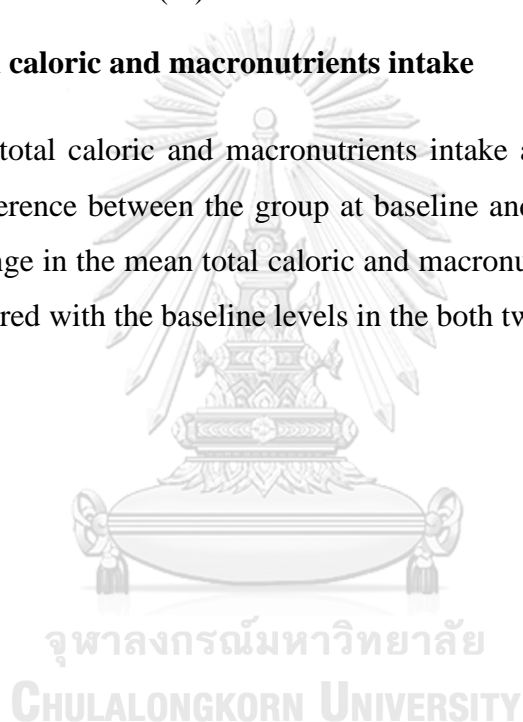 caloric and macronutrients intake
total caloric and macronutrients intake
erence between the group at baseline and
nge in the mean total caloric and macronu
red with the baseline levels in the both tw
จุฬาลงกรณ์มหาวิทยาลัย
CHULALONGKORN UNIVERSITY